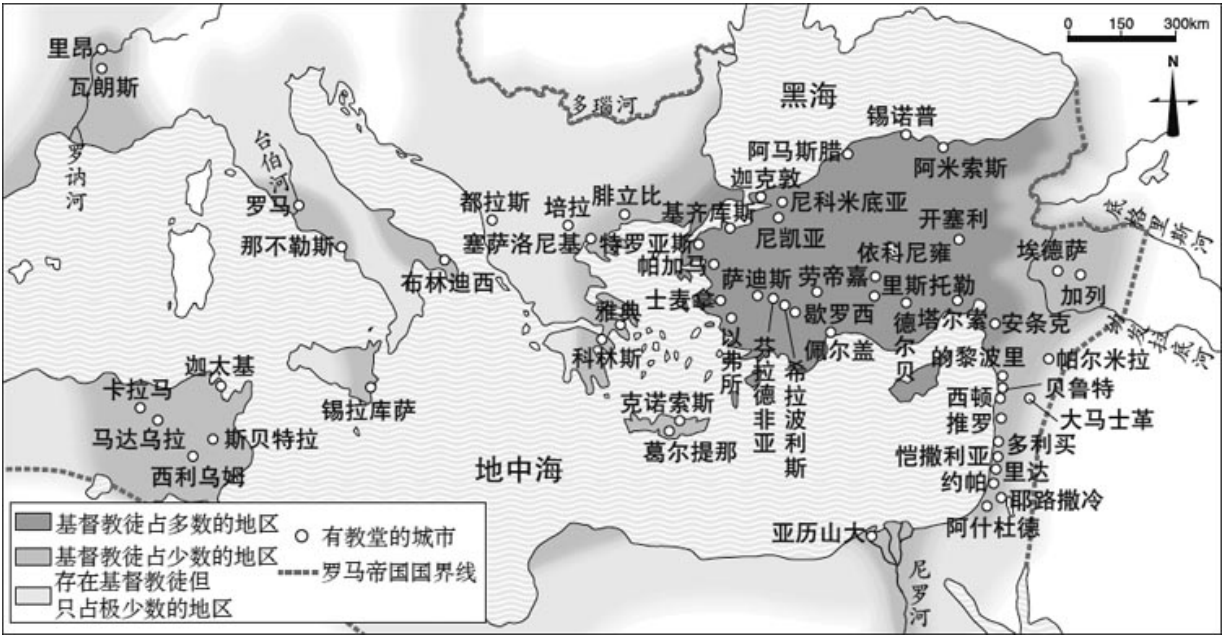 0 150 300km
N
里昂
瓦朗斯
罗讷河
台伯河
多瑙河
黑海
锡诺普
阿马斯腊
阿米索斯
罗马
那不勒斯
布林迪西
都拉斯
培拉
腓立比
塞萨洛尼基
特罗亚斯
基齐库斯
迦克敦
尼科米底亚
尼凯亚
开塞利
依科尼雍
帕加马
萨迪斯
劳帝嘉
里斯托勒
士麦拿
歇罗西
德尔贝
塔尔索
安条克
埃德萨
加列
底格里斯河
幼发拉底河
雅典
科林斯
以弗所
芬拉德非亚
希拉波利斯
佩尔盖
的黎波里
帕尔米拉
贝鲁特
西顿
大马士革
推罗
多利买
恺撒利亚
里达
约帕
耶路撒冷
阿什杜德
迦太基
卡拉马
马达乌拉
斯贝特拉
西利乌姆
锡拉库萨
克诺索斯
葛尔提那
地中海
亚历山大
尼罗河
基督教徒占多数的地区
基督教徒占少数的地区
存在基督教徒但
只占极少数的地区
有教堂的城市
罗马帝国国界线